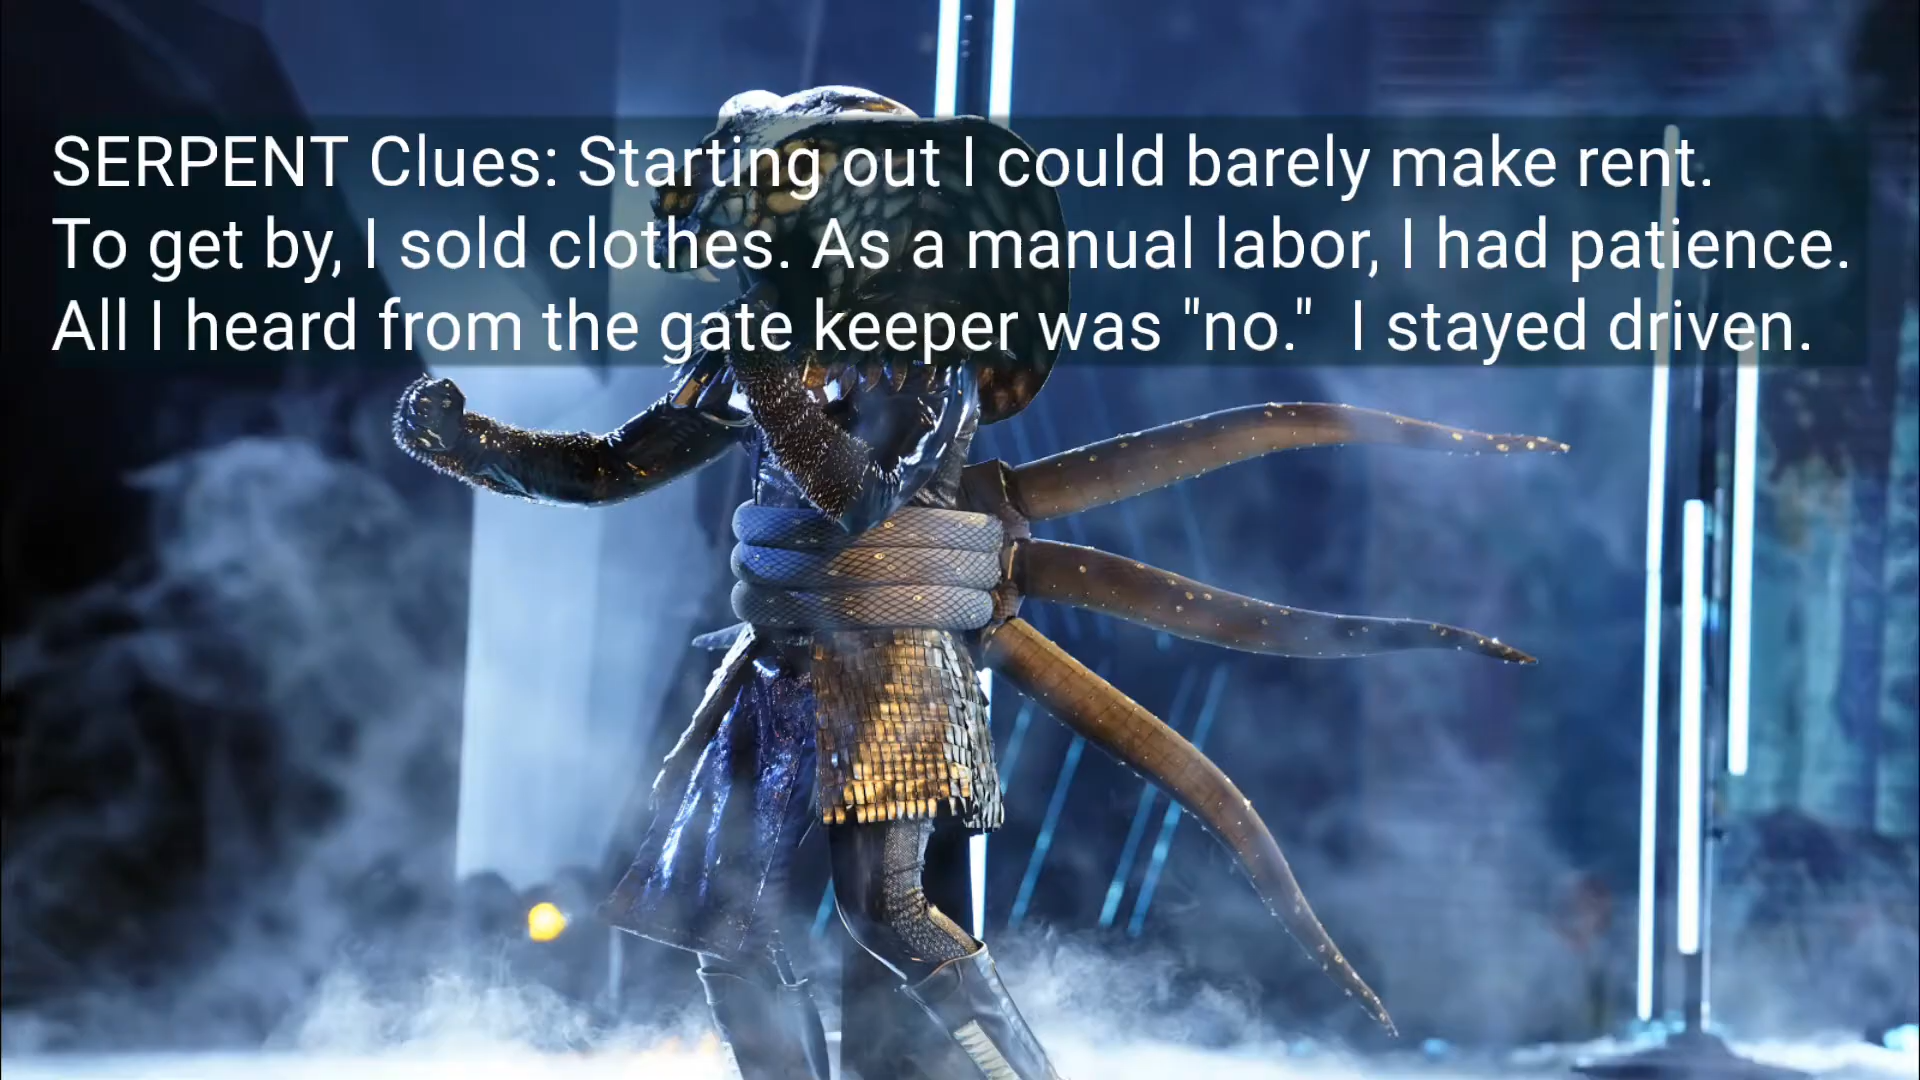 SERPENT Clues: Starting out I could barely make rent.
To get by, I sold clothes. As a manual labor, I had patience.
All I heard from the gate keeper was "no."  I stayed driven.